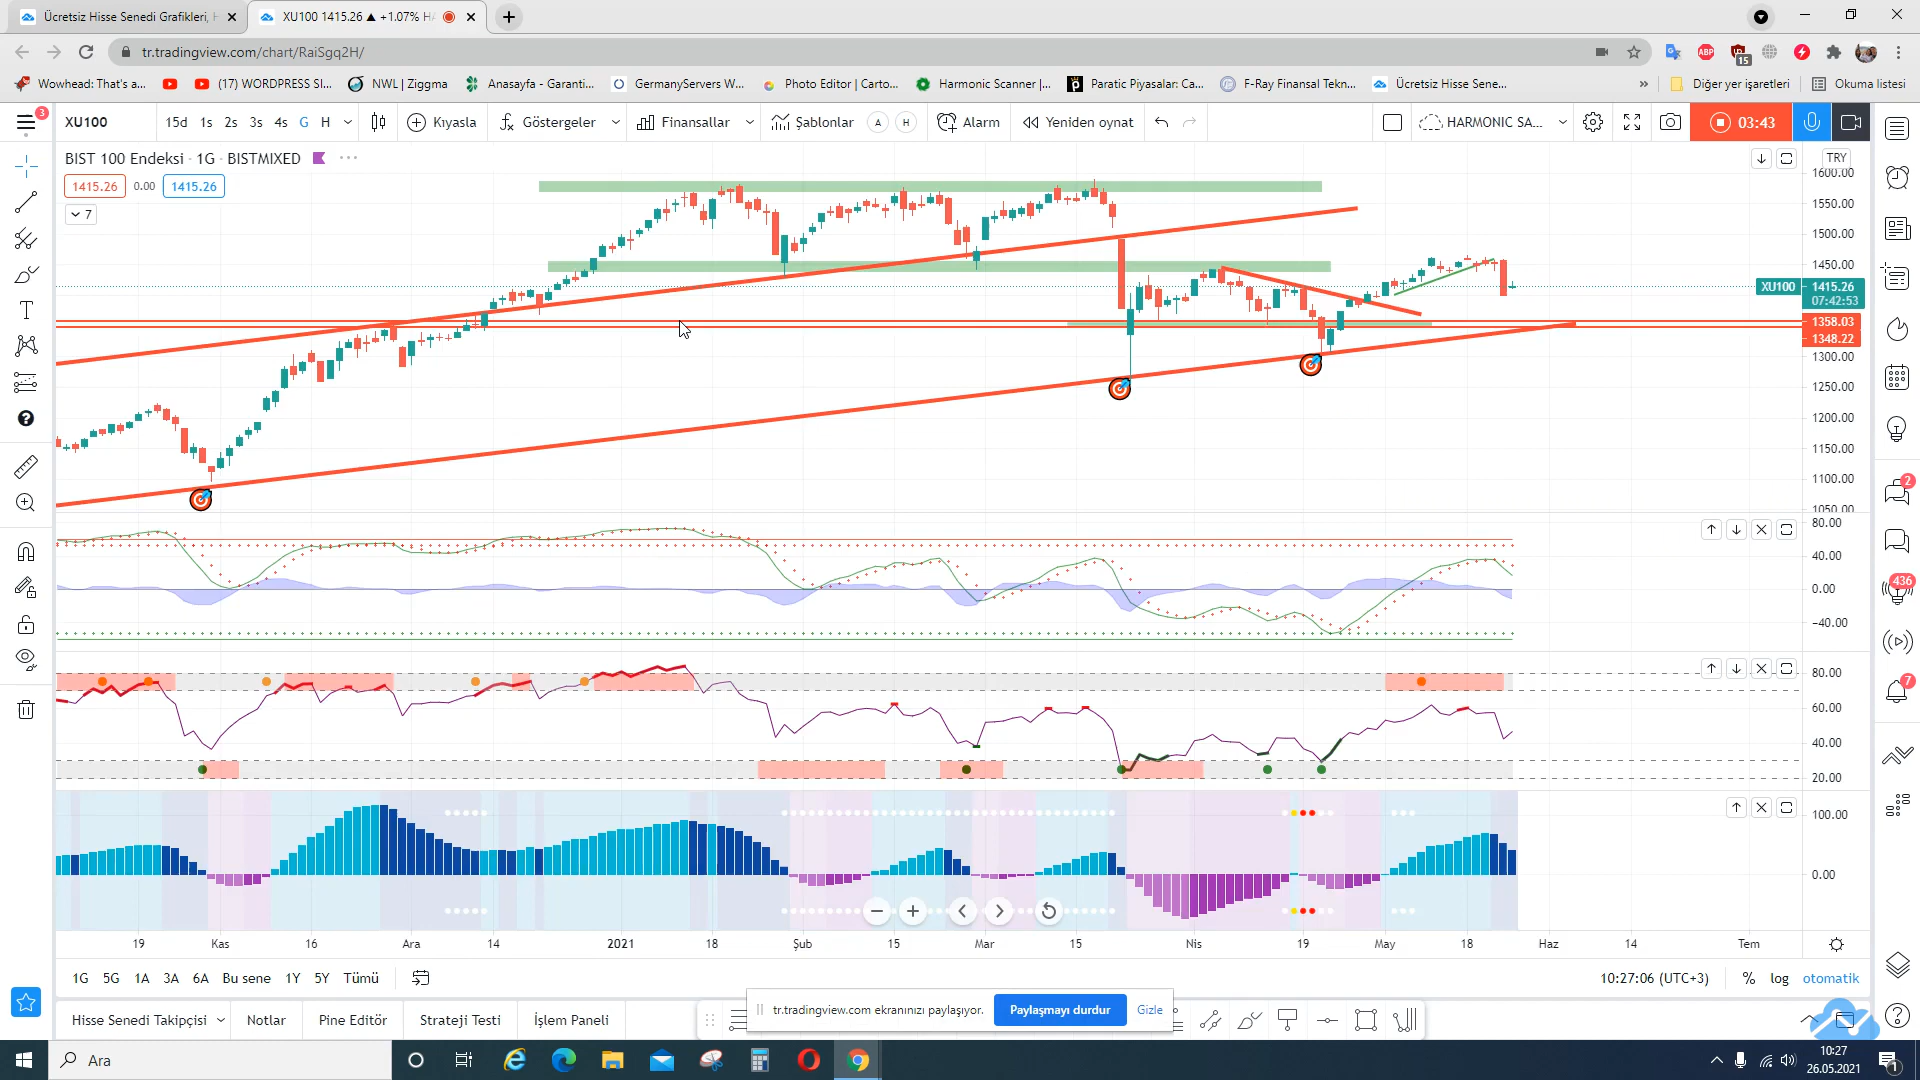 Ücretsiz Hisse Senedi Grafikleri, H
XU100 1415.26 ▲ +1.07% HA
tr.tradingview.com/chart/RaiSgq2H/
ABP
15
Wowhead: That's a...
(17) WORDPRESS Sİ...
NWL | Ziggma
Anasayfa - Garanti...
GermanyServers W...
Photo Editor | Carto...
Harmonic Scanner |...
Paratic Piyasalar: Ca...
F-Ray Finansal Tekn...
Ücretsiz Hisse Sene...
»
Diğer yer işaretleri
Okuma listesi
3
XU100
15d 1s 2s 3s 4s G H
Kıyasla
Göstergeler
Finansallar
Şablonlar
A
H
Alarm
Yeniden oynat
HARMONIC SA...
03:43
BIST 100 Endeksi · 1G · BISTMIXED
TRY
1415.26 0.00 1415.26
7
1600.00
1550.00
1500.00
1450.00
XU100 1415.26
07:42:53
1358.03
1348.22
1300.00
1250.00
1200.00
1150.00
1100.00
1050.00
80.00
40.00
0.00
−40.00
80.00
60.00
40.00
20.00
100.00
0.00
2
436
7
19 Kas 16 Ara 14 2021 18 Şub 15 Mar 15 Nis 19 May 18 Haz 14 Tem
1G 5G 1A 3A 6A Bu sene 1Y 5Y Tümü
10:27:06 (UTC+3) % log otomatik
Hisse Senedi Takipçisi
Notlar
Pine Editör
Strateji Testi
İşlem Paneli
tr.tradingview.com ekranınızı paylaşıyor.
Paylaşmayı durdur
Gizle
Ara
10:27
26.05.2021
1